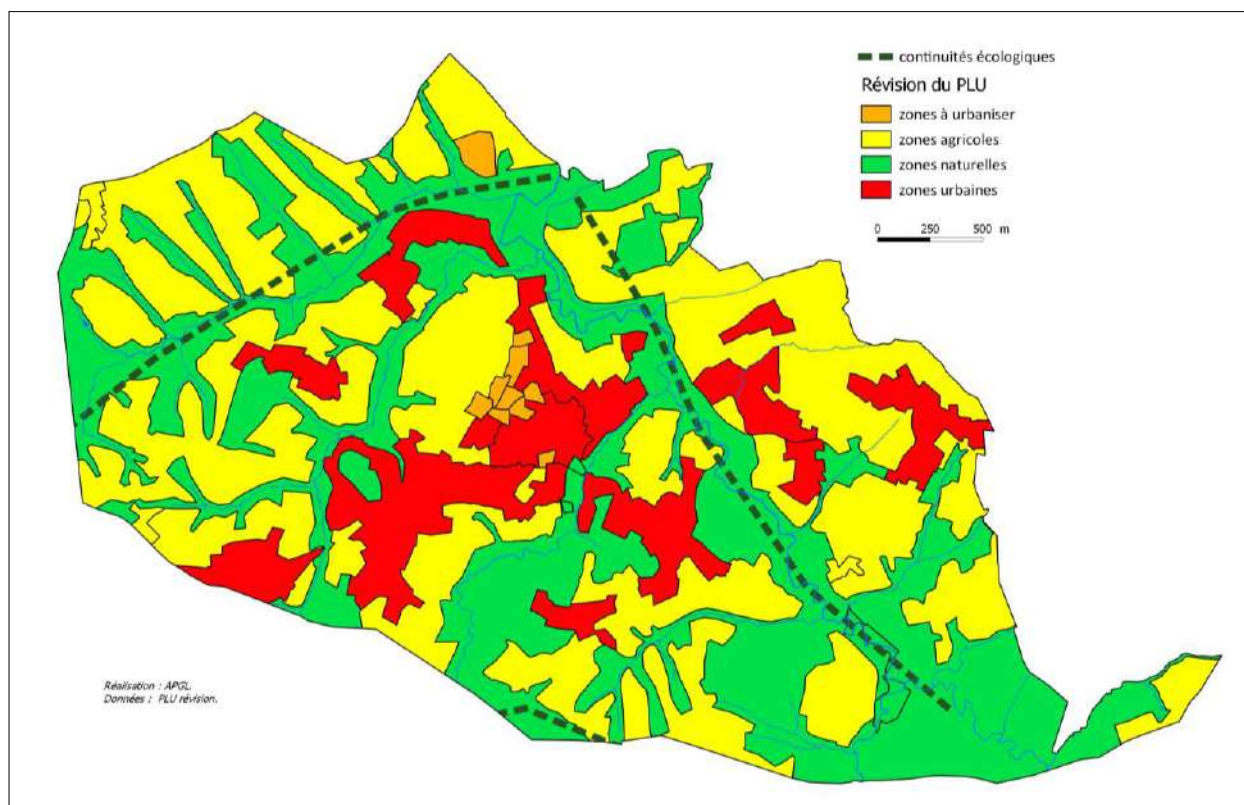 continuités écologiques
Révision du PLU
zones à urbaniser
zones agricoles
zones naturelles
zones urbaines
0 250 500 m
Réalisation : APGL.
Données : PLU révision.